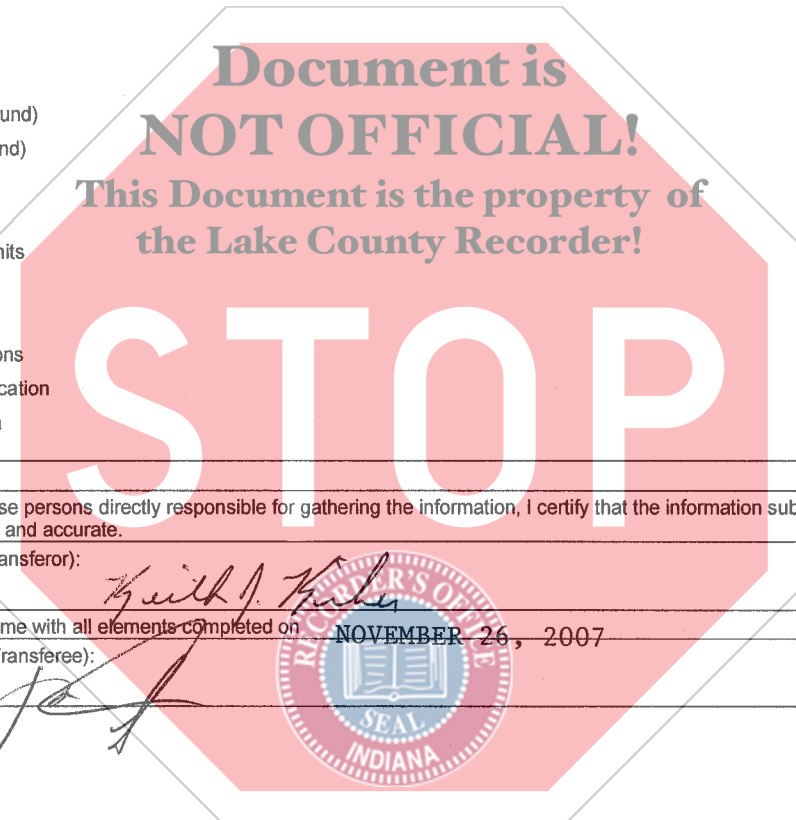 Document is
und)
NOT OFFICIAL!
nd)
This Document is the property of
the Lake County Recorder!
nits
STOP
ons
cation
se persons directly responsible for gathering the information, I certify that the information sub
and accurate.
ansferor):
Keith J.
RECORDER'S OFFICE
me with all elements completed on NOVEMBER 26, 2007
ransferee):
SEAL
INDIANA